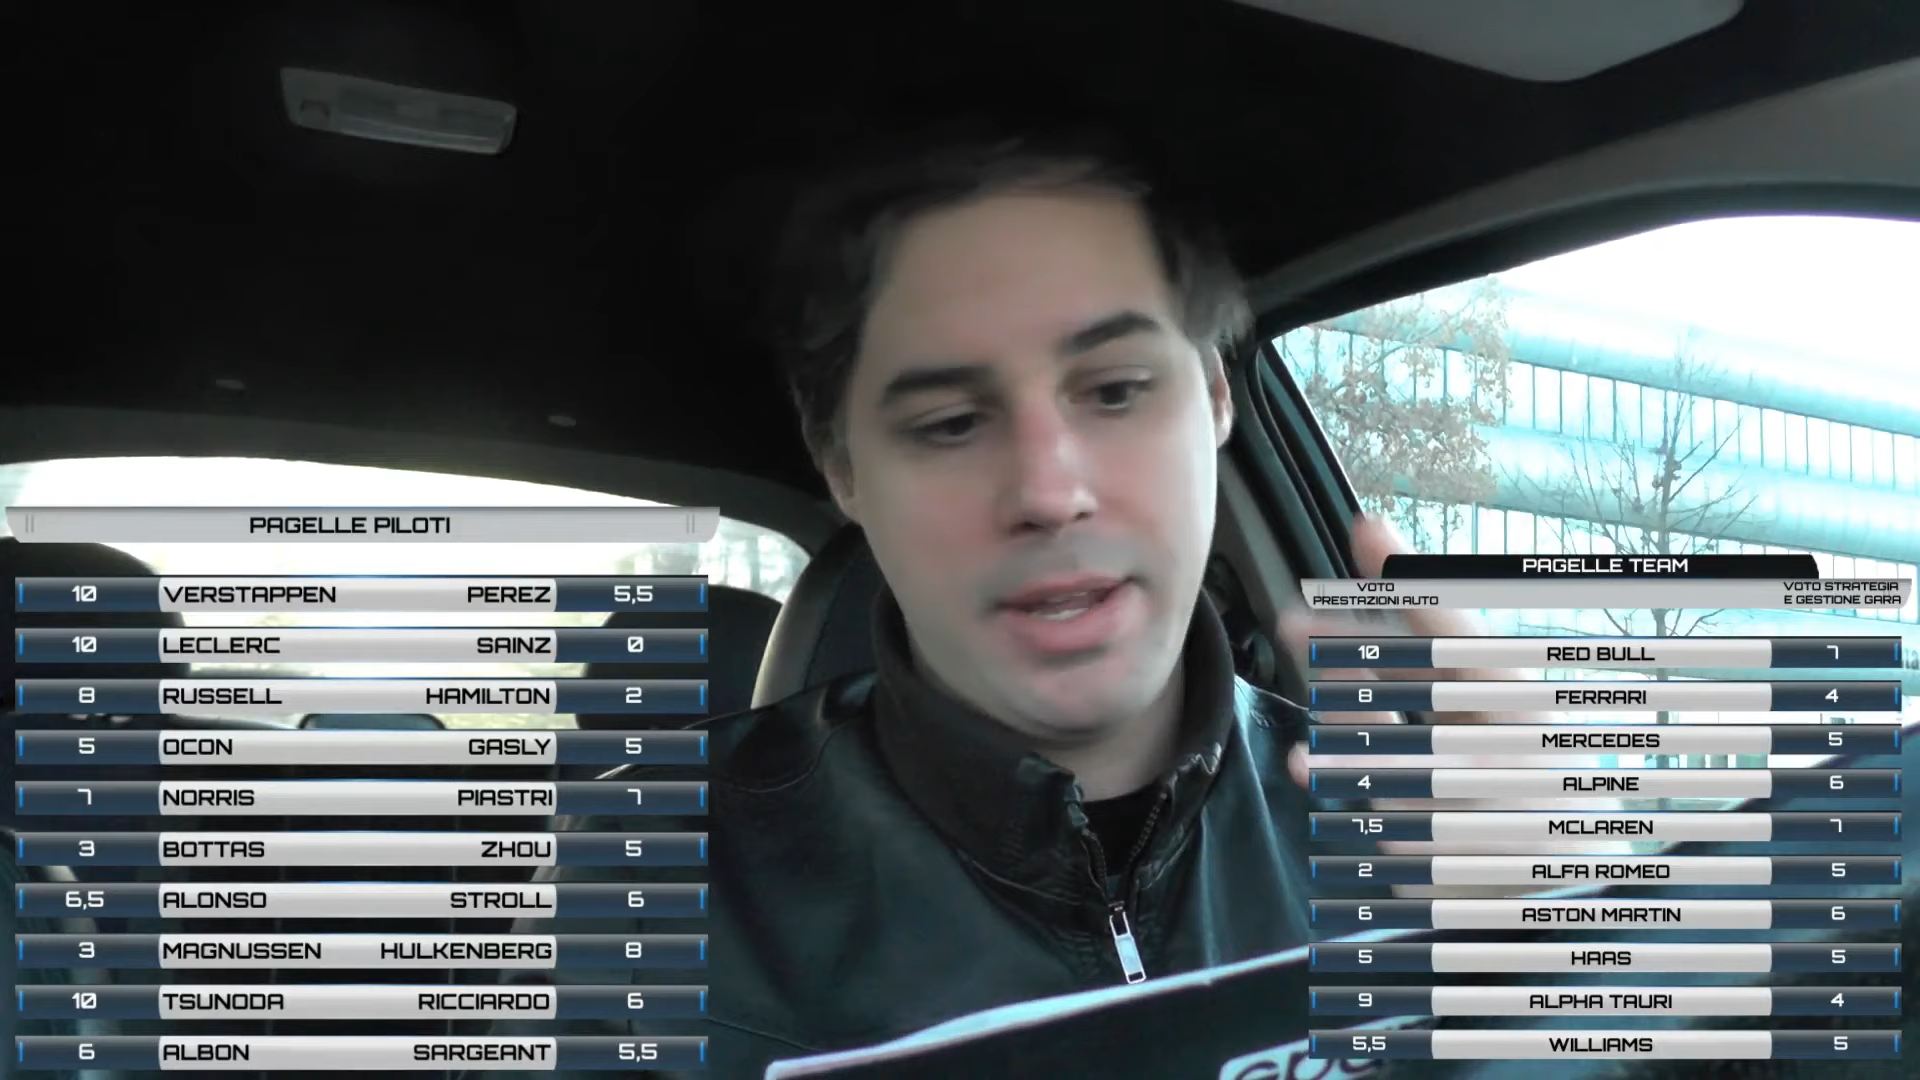 PAGELLE PILOTI
10 VERSTAPPEN PEREZ 5,5
10 LECLERC SAINZ 0
8 RUSSELL HAMILTON 2
5 OCON GASLY 5
7 NORRIS PIASTRI 7
3 BOTTAS ZHOU 5
6,5 ALONSO STROLL 6
3 MAGNUSSEN HULKENBERG 8
10 TSUNODA RICCIARDO 6
6 ALBON SARGEANT 5,5
PAGELLE TEAM
VOTO
PRESTAZIONI AUTO
VOTO STRATEGIA
E GESTIONE GARA
10 RED BULL 7
8 FERRARI 4
7 MERCEDES 5
4 ALPINE 6
7,5 MCLAREN 7
2 ALFA ROMEO 5
6 ASTON MARTIN 6
5 HAAS 5
9 ALPHA TAURI 4
5,5 WILLIAMS 5